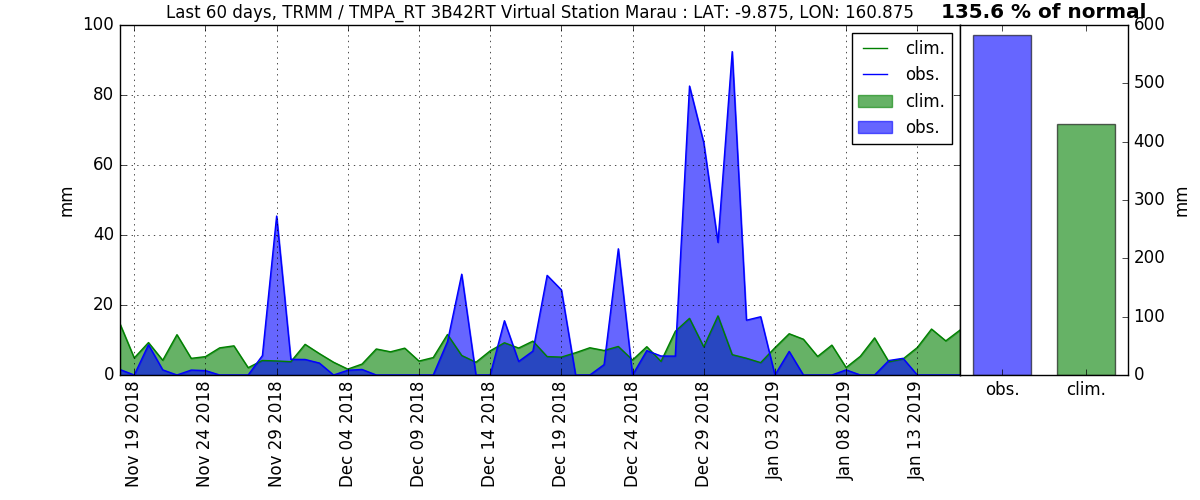 Last 60 days, TRMM / TMPA_RT 3B42RT Virtual Station Marau : LAT: -9.875, LON: 160.875
135.6 % of normal
100
80
60
40
20
0
mm
clim.
obs.
clim.
obs.
Nov 19 2018
Nov 24 2018
Nov 29 2018
Dec 04 2018
Dec 09 2018
Dec 14 2018
Dec 19 2018
Dec 24 2018
Dec 29 2018
Jan 03 2019
Jan 08 2019
Jan 13 2019
600
500
400
300
200
100
0
mm
obs.
clim.